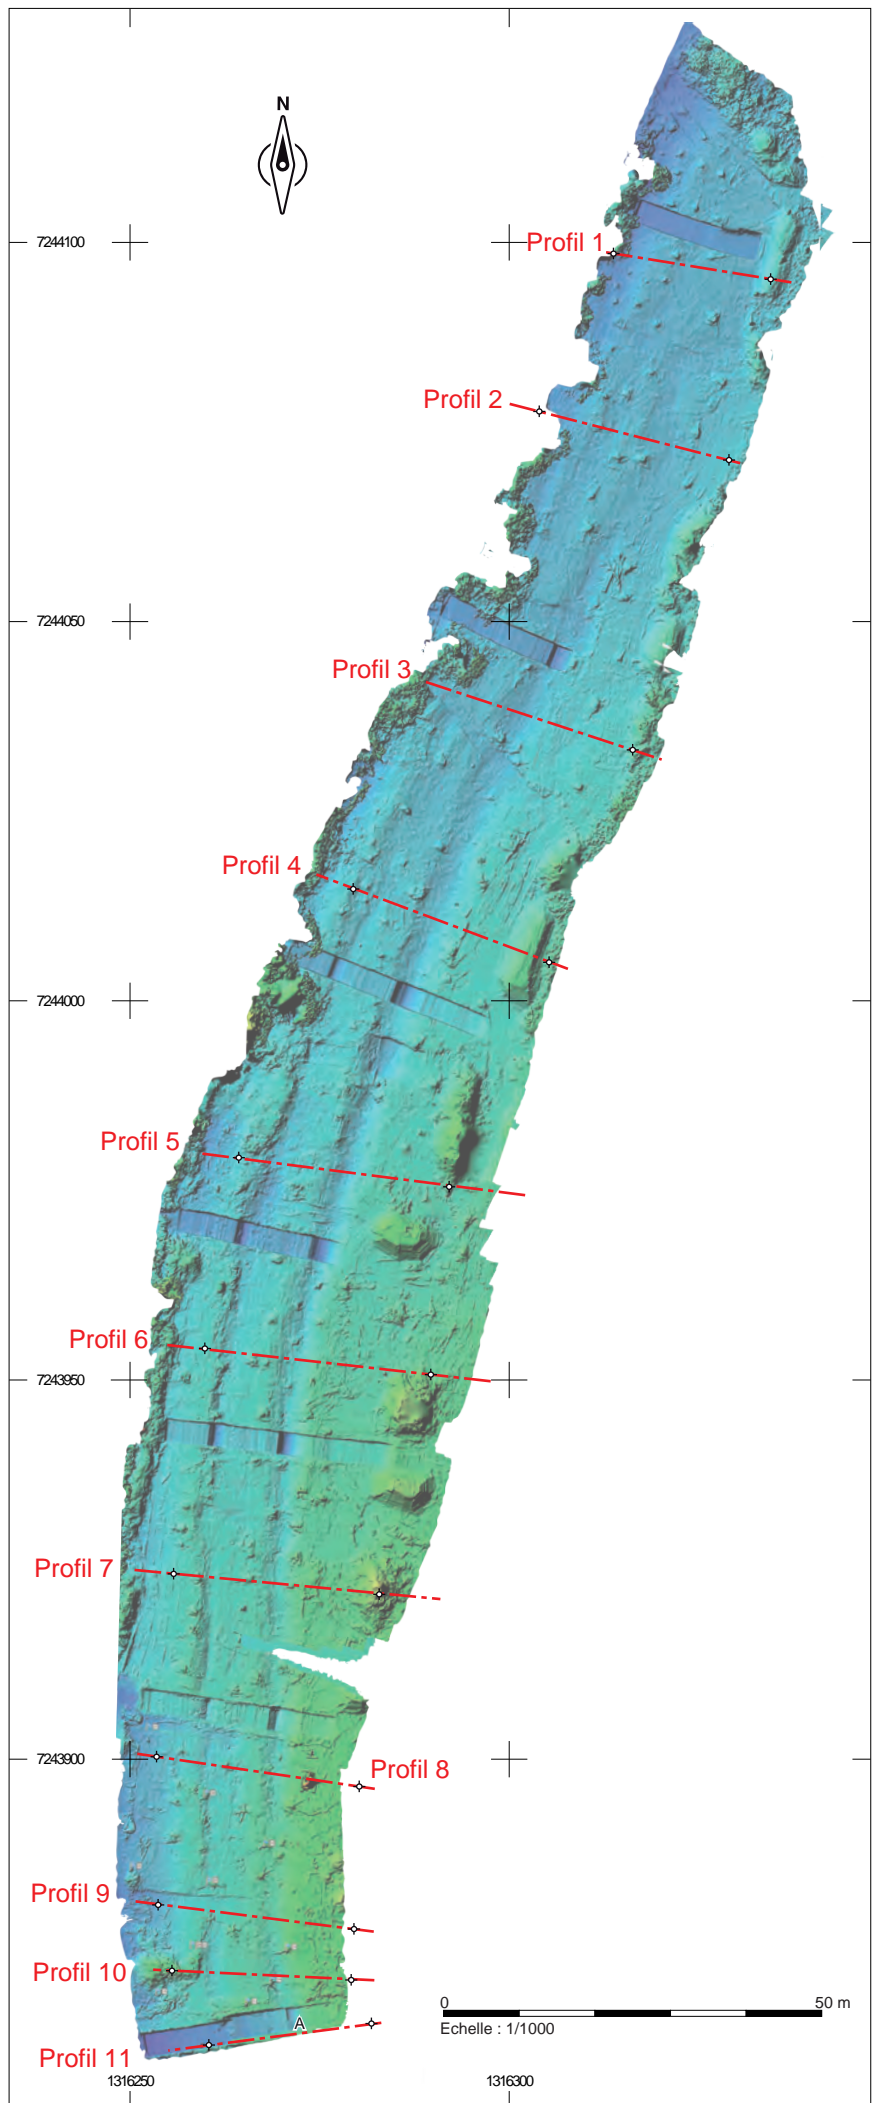 N
7244100
Profil 1
Profil 2
7244050
Profil 3
Profil 4
7244000
Profil 5
Profil 6
7243950
Profil 7
7243900
Profil 8
Profil 9
Profil 10
A
0 50 m
Echelle : 1/1000
Profil 11
1316250 1316300